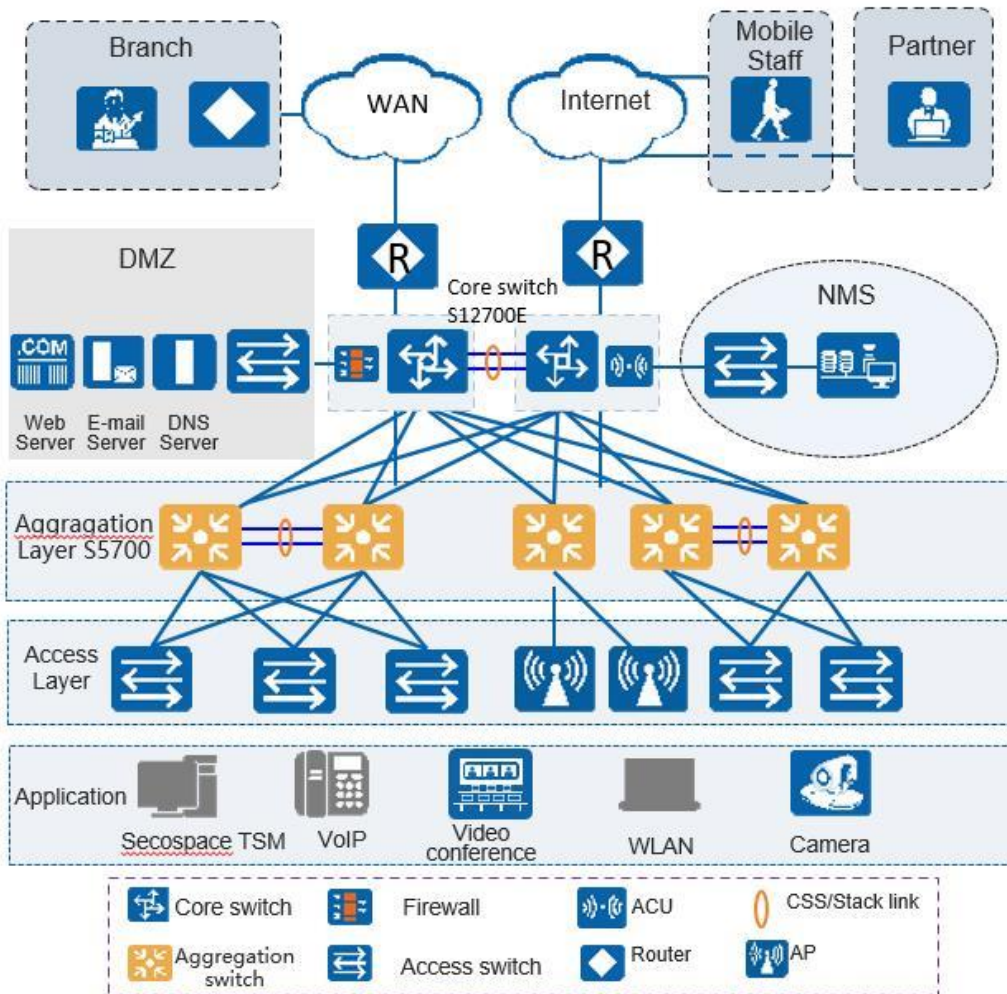 Branch
WAN
Internet
Mobile
Staff
Partner
R
R
DMZ
Core switch
S12700E
NMS
.COM
Web
Server
E-mail
Server
DNS
Server
Aggragation
Layer S5700
Access
Layer
Application
Secospace TSM
VoIP
Video
conference
WLAN
Camera
Core switch
Firewall
ACU
CSS/Stack link
Aggregation
switch
Access switch
Router
AP